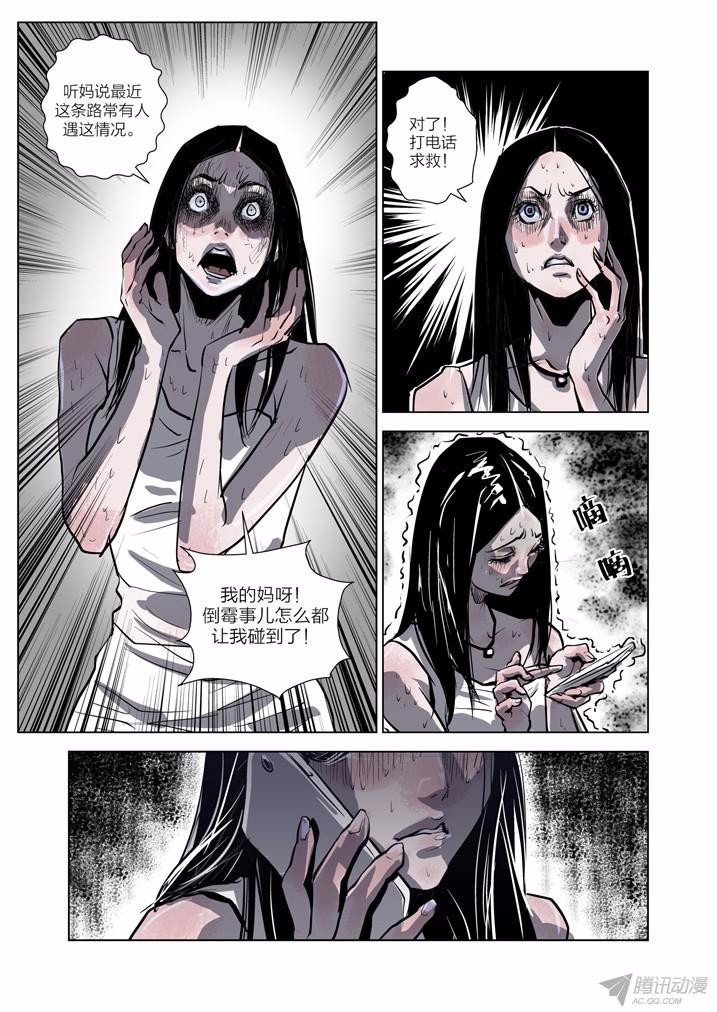 听妈说最近
这条路常有人
遇这情况。
我的妈呀！
倒霉事儿怎么都
让我碰到了！
对了！
打电话
求救！
嘀
嘀
腾讯动漫
AC.QQ.COM